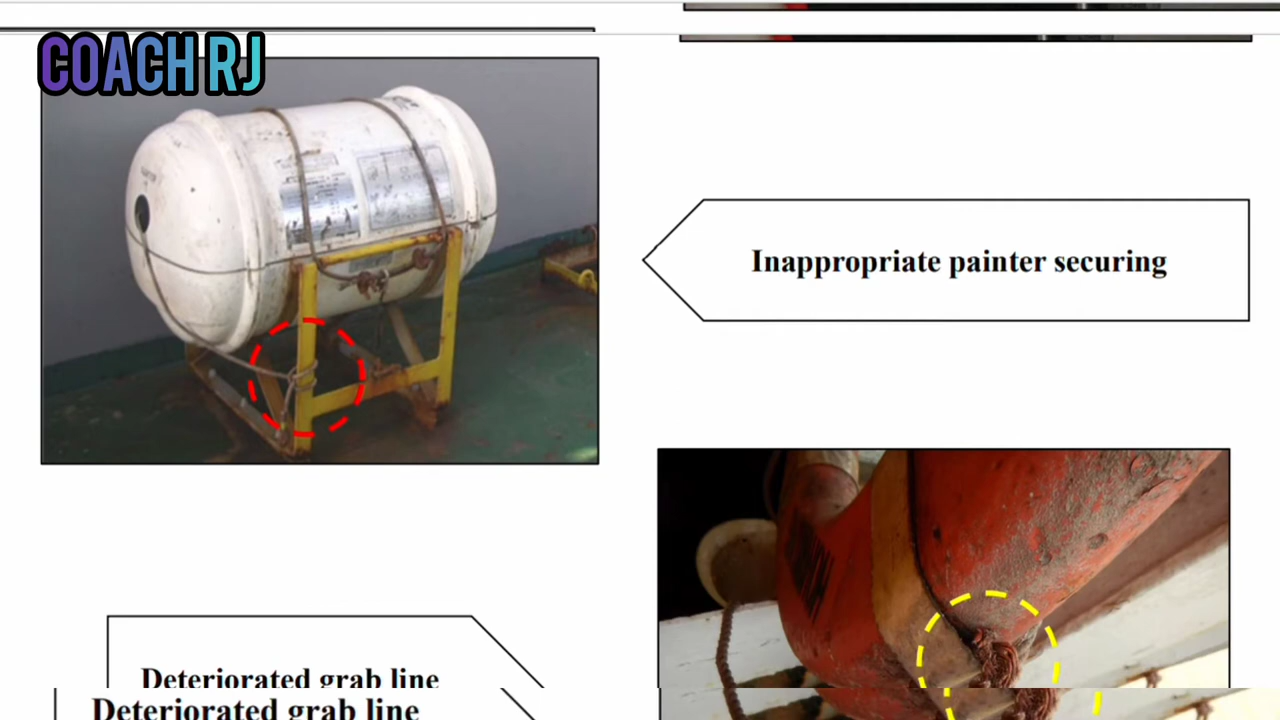 COACH RJ
Inappropriate painter securing
Deteriorated grab line
Deteriorated grab line